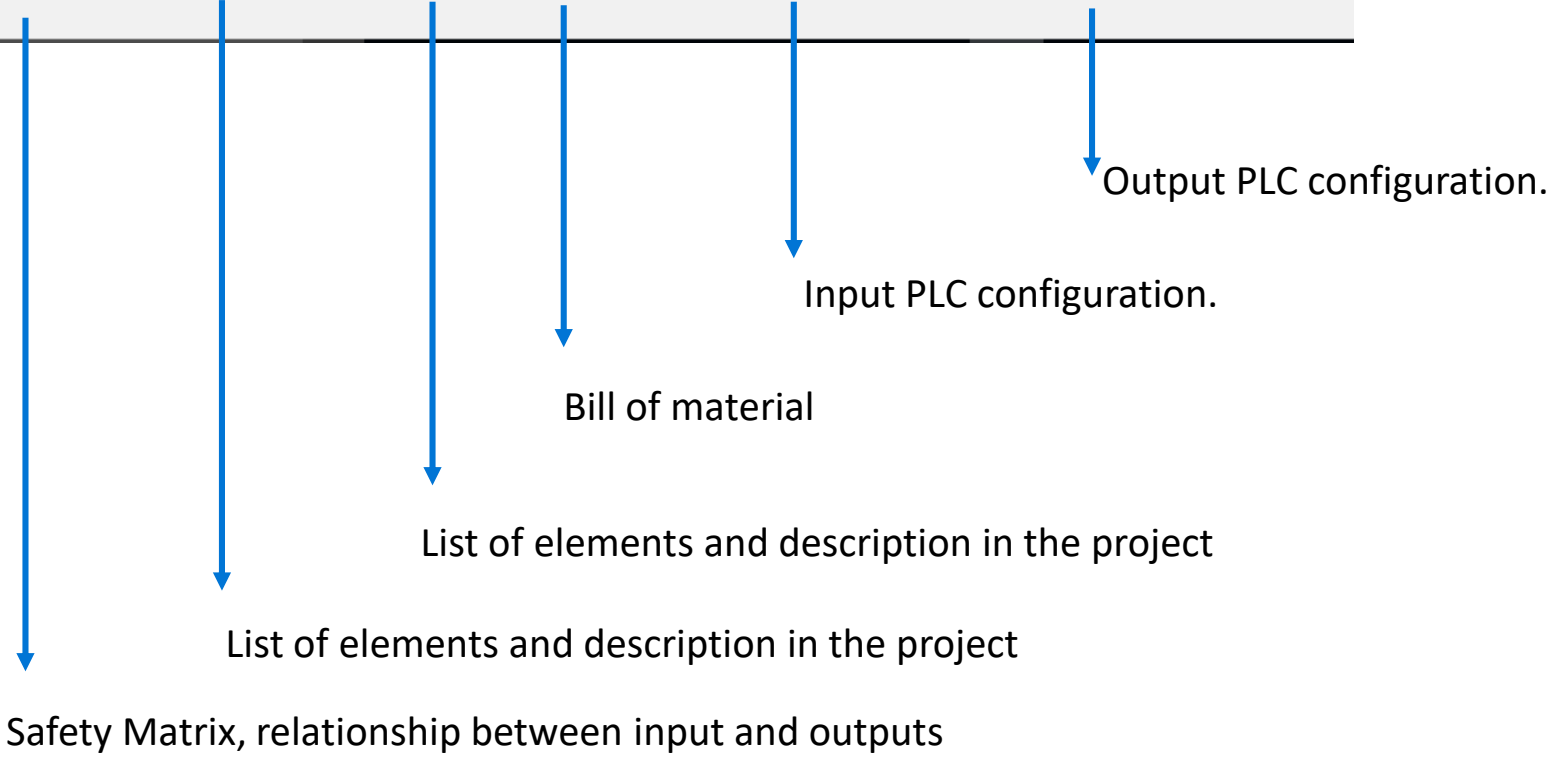 Output PLC configuration.
Input PLC configuration.
Bill of material
List of elements and description in the project
List of elements and description in the project
Safety Matrix, relationship between input and outputs